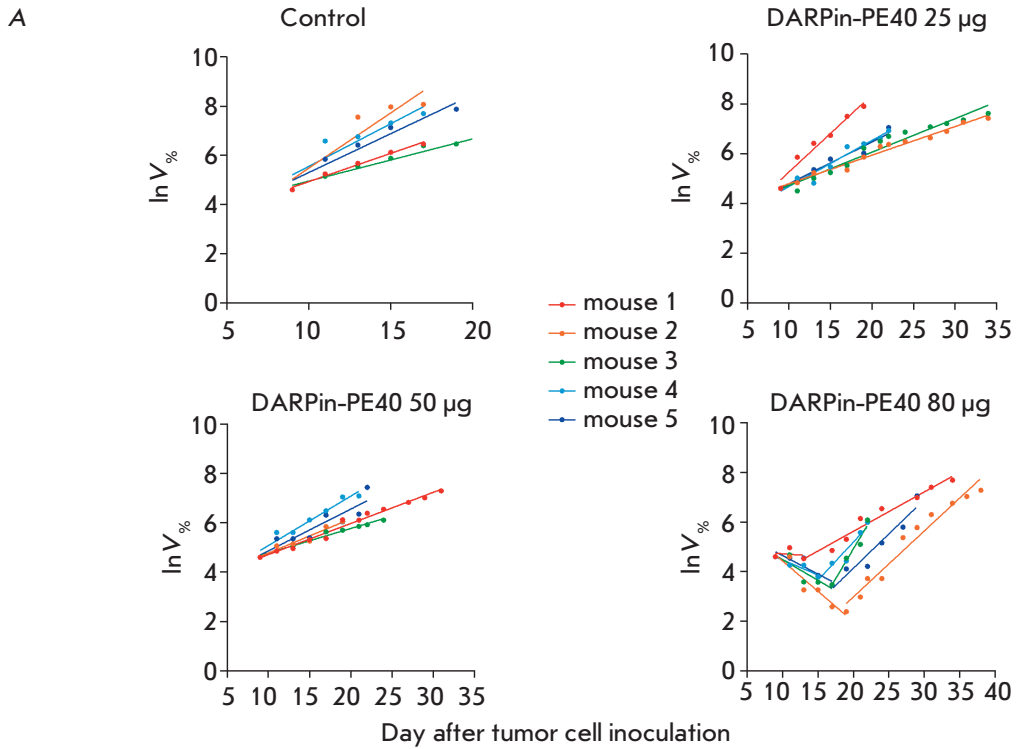 A
Control
10
8
6
4
2
0
5 10 15 20
ln V%
DARPin-PE40 25 µg
10
8
6
4
2
0
5 10 15 20 25 30 35
ln V%
mouse 1
mouse 2
mouse 3
mouse 4
mouse 5
DARPin-PE40 50 µg
10
8
6
4
2
0
5 10 15 20 25 30 35
ln V%
DARPin-PE40 80 µg
10
8
6
4
2
0
5 10 15 20 25 30 35 40
ln V%
Day after tumor cell inoculation